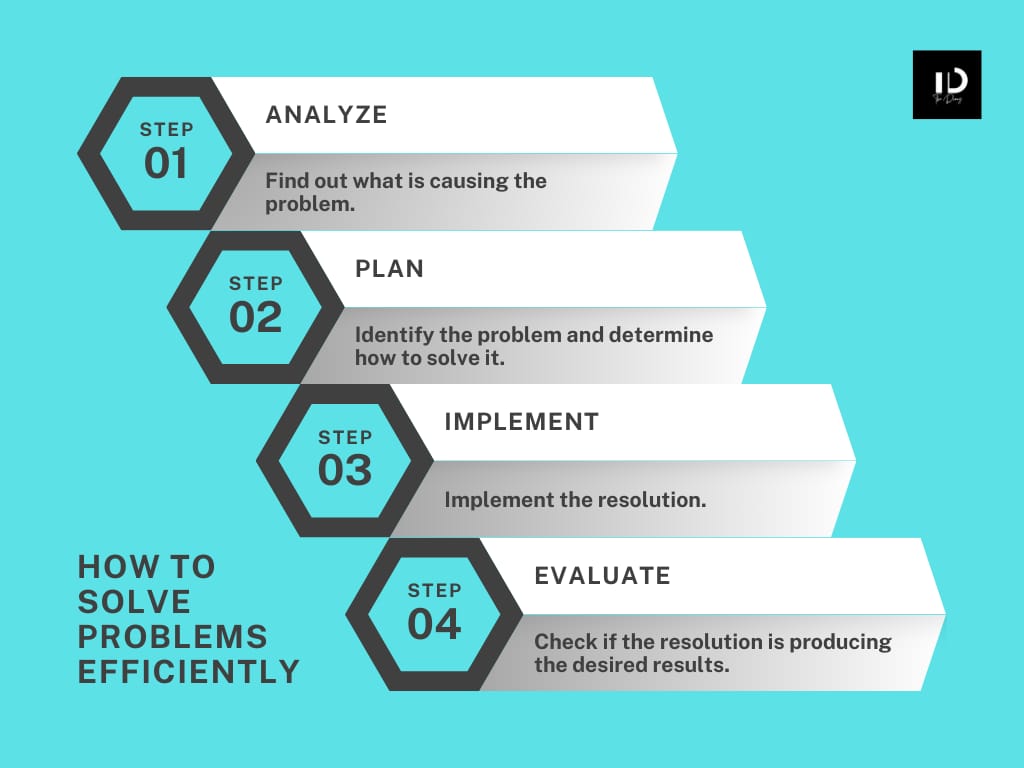 STEP
01
ANALYZE
Find out what is causing the
problem.
STEP
02
PLAN
Identify the problem and determine
how to solve it.
STEP
03
IMPLEMENT
Implement the resolution.
STEP
04
EVALUATE
Check if the resolution is producing
the desired results.
HOW TO
SOLVE
PROBLEMS
EFFICIENTLY